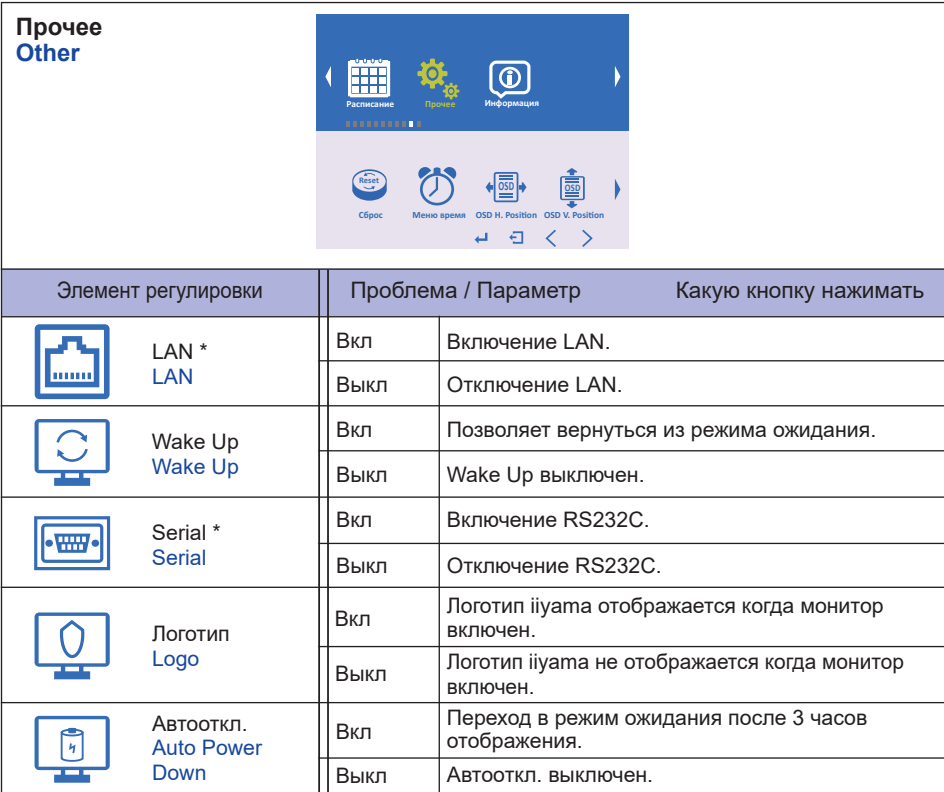 Прочее
Other
Расписание
Прочее
Информация
Reset
OSD
OSD
Сброс
Меню время
OSD H. Position
OSD V. Position
Элемент регулировки
Проблема / Параметр
Какую кнопку нажимать
LAN *
LAN
Вкл
Включение LAN.
Выкл
Отключение LAN.
Wake Up
Wake Up
Вкл
Позволяет вернуться из режима ожидания.
Выкл
Wake Up выключен.
Serial *
Serial
Вкл
Включение RS232C.
Выкл
Отключение RS232C.
Логотип
Logo
Вкл
Логотип iiyama отображается когда монитор
включен.
Выкл
Логотип iiyama не отображается когда монитор
включен.
Автооткл.
Auto Power
Down
Вкл
Переход в режим ожидания после 3 часов
отображения.
Выкл
Автооткл. выключен.